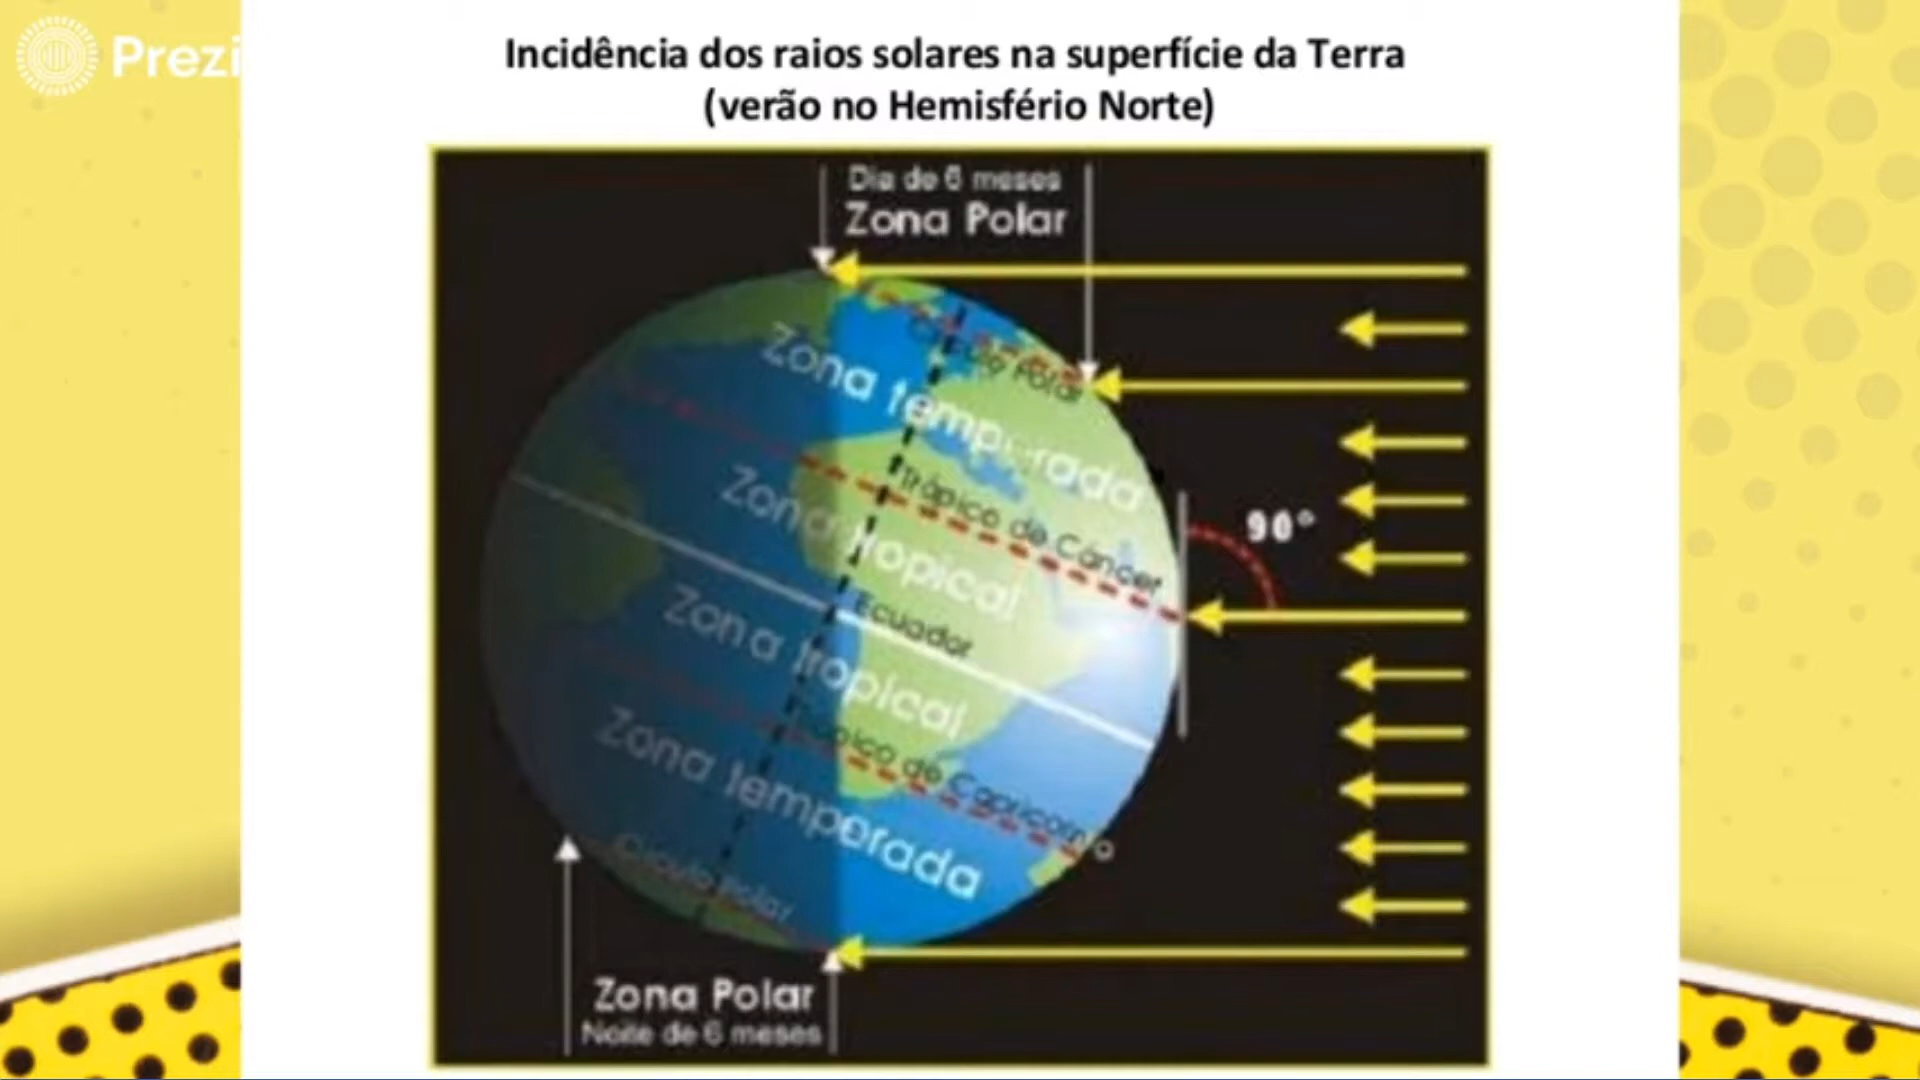 Prezi
Incidência dos raios solares na superfície da Terra
(verão no Hemisfério Norte)
Dia de 6 meses
Zona Polar
Círculo Polar
Zona temperada
Trópico de Câncer
90°
Zona tropical
Ecuador
Zona tropical
Trópico de Capricornio
Zona temperada
Círculo Polar
Zona Polar
Noite de 6 meses